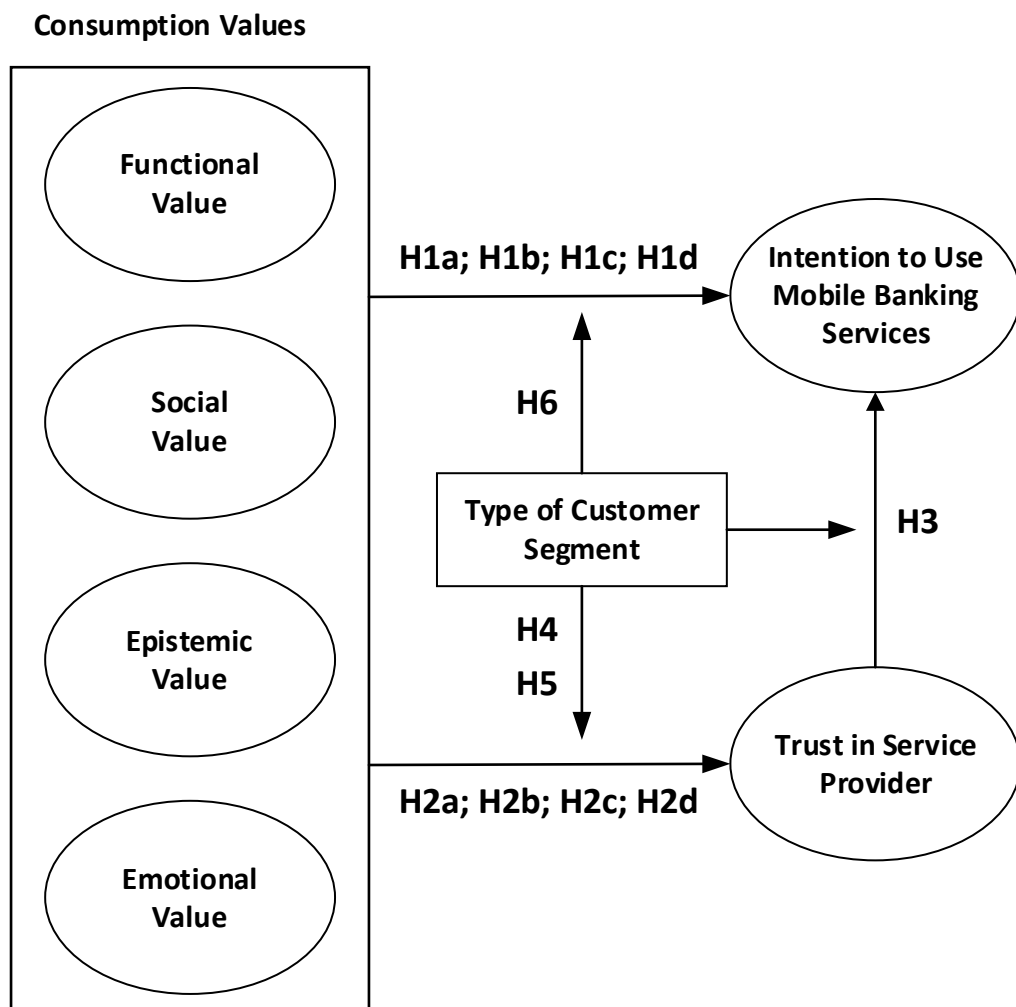 Consumption Values
Functional
Value
Social
Value
Epistemic
Value
Emotional
Value
H1a; H1b; H1c; H1d
H6
Type of Customer
Segment
H4
H5
H2a; H2b; H2c; H2d
Intention to Use
Mobile Banking
Services
H3
Trust in Service
Provider